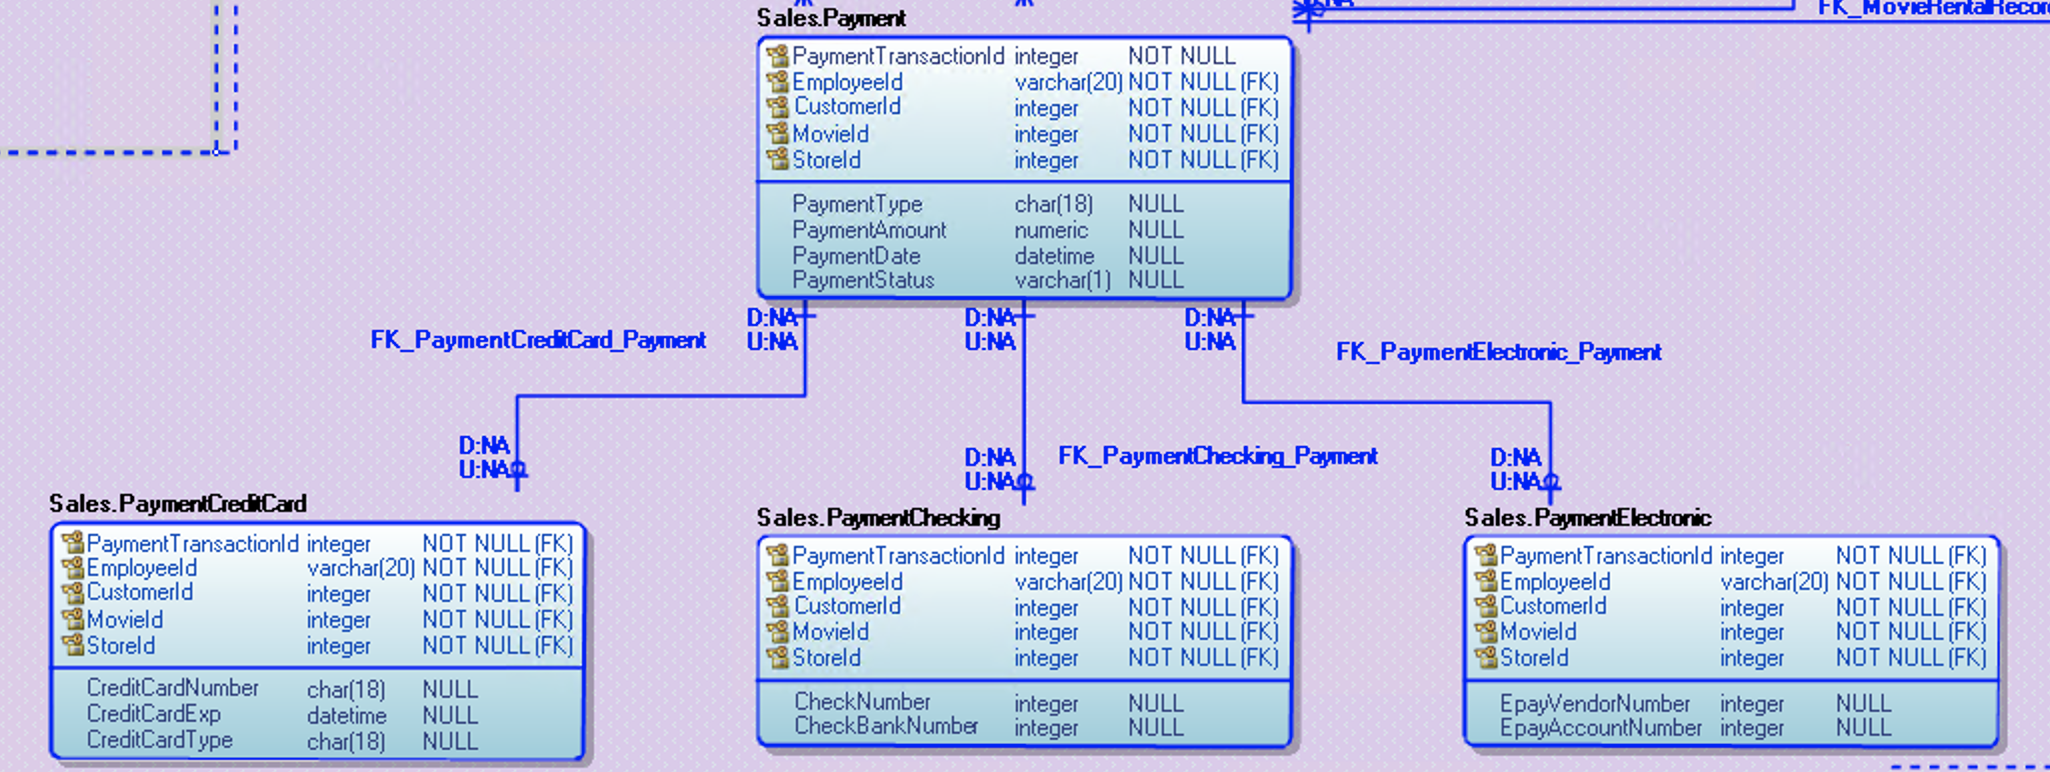 NA
FK_MovieRentalRecor
Sales.Payment
PaymentTransactionId integer NOT NULL
EmployeeId varchar(20) NOT NULL (FK)
CustomerId integer NOT NULL (FK)
MovieId integer NOT NULL (FK)
StoreId integer NOT NULL (FK)
PaymentType char(18) NULL
PaymentAmount numeric NULL
PaymentDate datetime NULL
PaymentStatus varchar(1) NULL
D:NA
U:NA
D:NA
U:NA
D:NA
U:NA
FK_PaymentCreditCard_Payment
FK_PaymentElectronic_Payment
D:NA
U:NA
D:NA
U:NA
FK_PaymentChecking_Payment
D:NA
U:NA
Sales.PaymentCreditCard
PaymentTransactionId integer NOT NULL (FK)
EmployeeId varchar(20) NOT NULL (FK)
CustomerId integer NOT NULL (FK)
MovieId integer NOT NULL (FK)
StoreId integer NOT NULL (FK)
CreditCardNumber char(18) NULL
CreditCardExp datetime NULL
CreditCardType char(18) NULL
Sales.PaymentChecking
PaymentTransactionId integer NOT NULL (FK)
EmployeeId varchar(20) NOT NULL (FK)
CustomerId integer NOT NULL (FK)
MovieId integer NOT NULL (FK)
StoreId integer NOT NULL (FK)
CheckNumber integer NULL
CheckBankNumber integer NULL
Sales.PaymentElectronic
PaymentTransactionId integer NOT NULL (FK)
EmployeeId varchar(20) NOT NULL (FK)
CustomerId integer NOT NULL (FK)
MovieId integer NOT NULL (FK)
StoreId integer NOT NULL (FK)
EpayVendorNumber integer NULL
EpayAccountNumber integer NULL